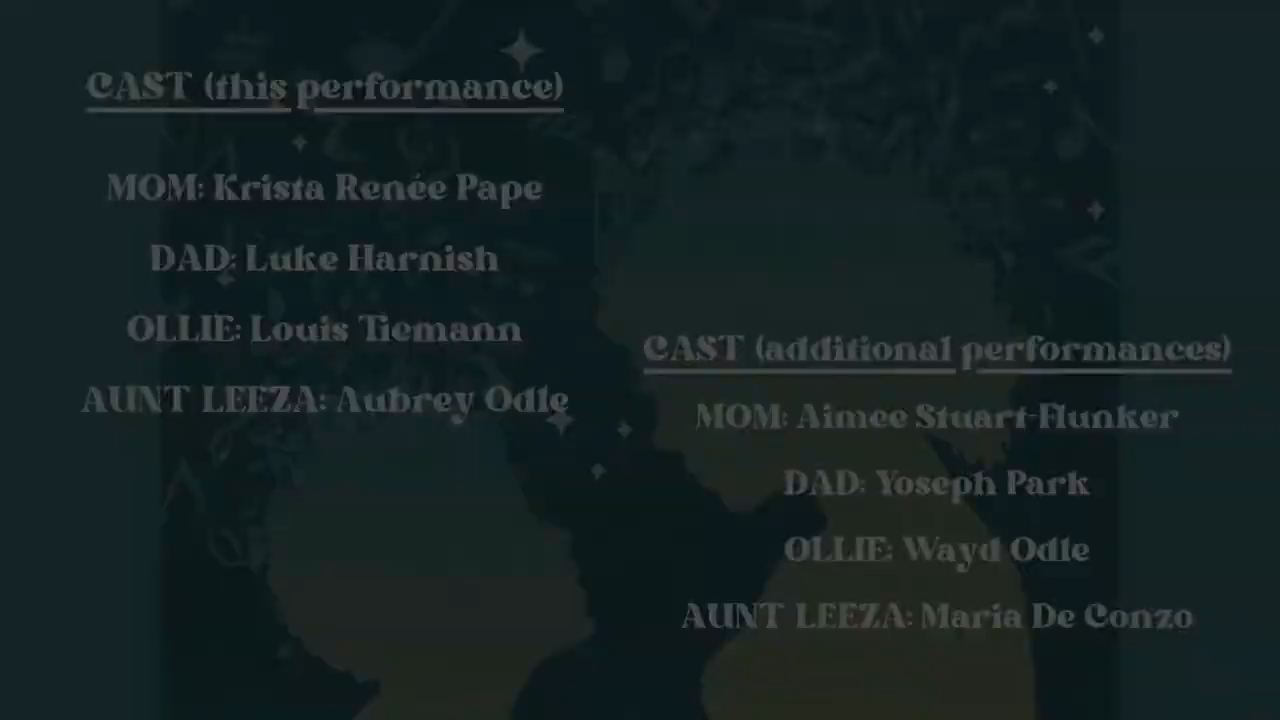 CAST (this performance)
MOM: Krista Renée Pape
DAD: Luke Harnish
OLLIE: Louis Tiemann
AUNT LEEZA: Aubrey Odle
CAST (additional performances)
MOM: Aimee Stuart-Flunker
DAD: Yoseph Park
OLLIE: Wayd Odle
AUNT LEEZA: Maria De Conzo